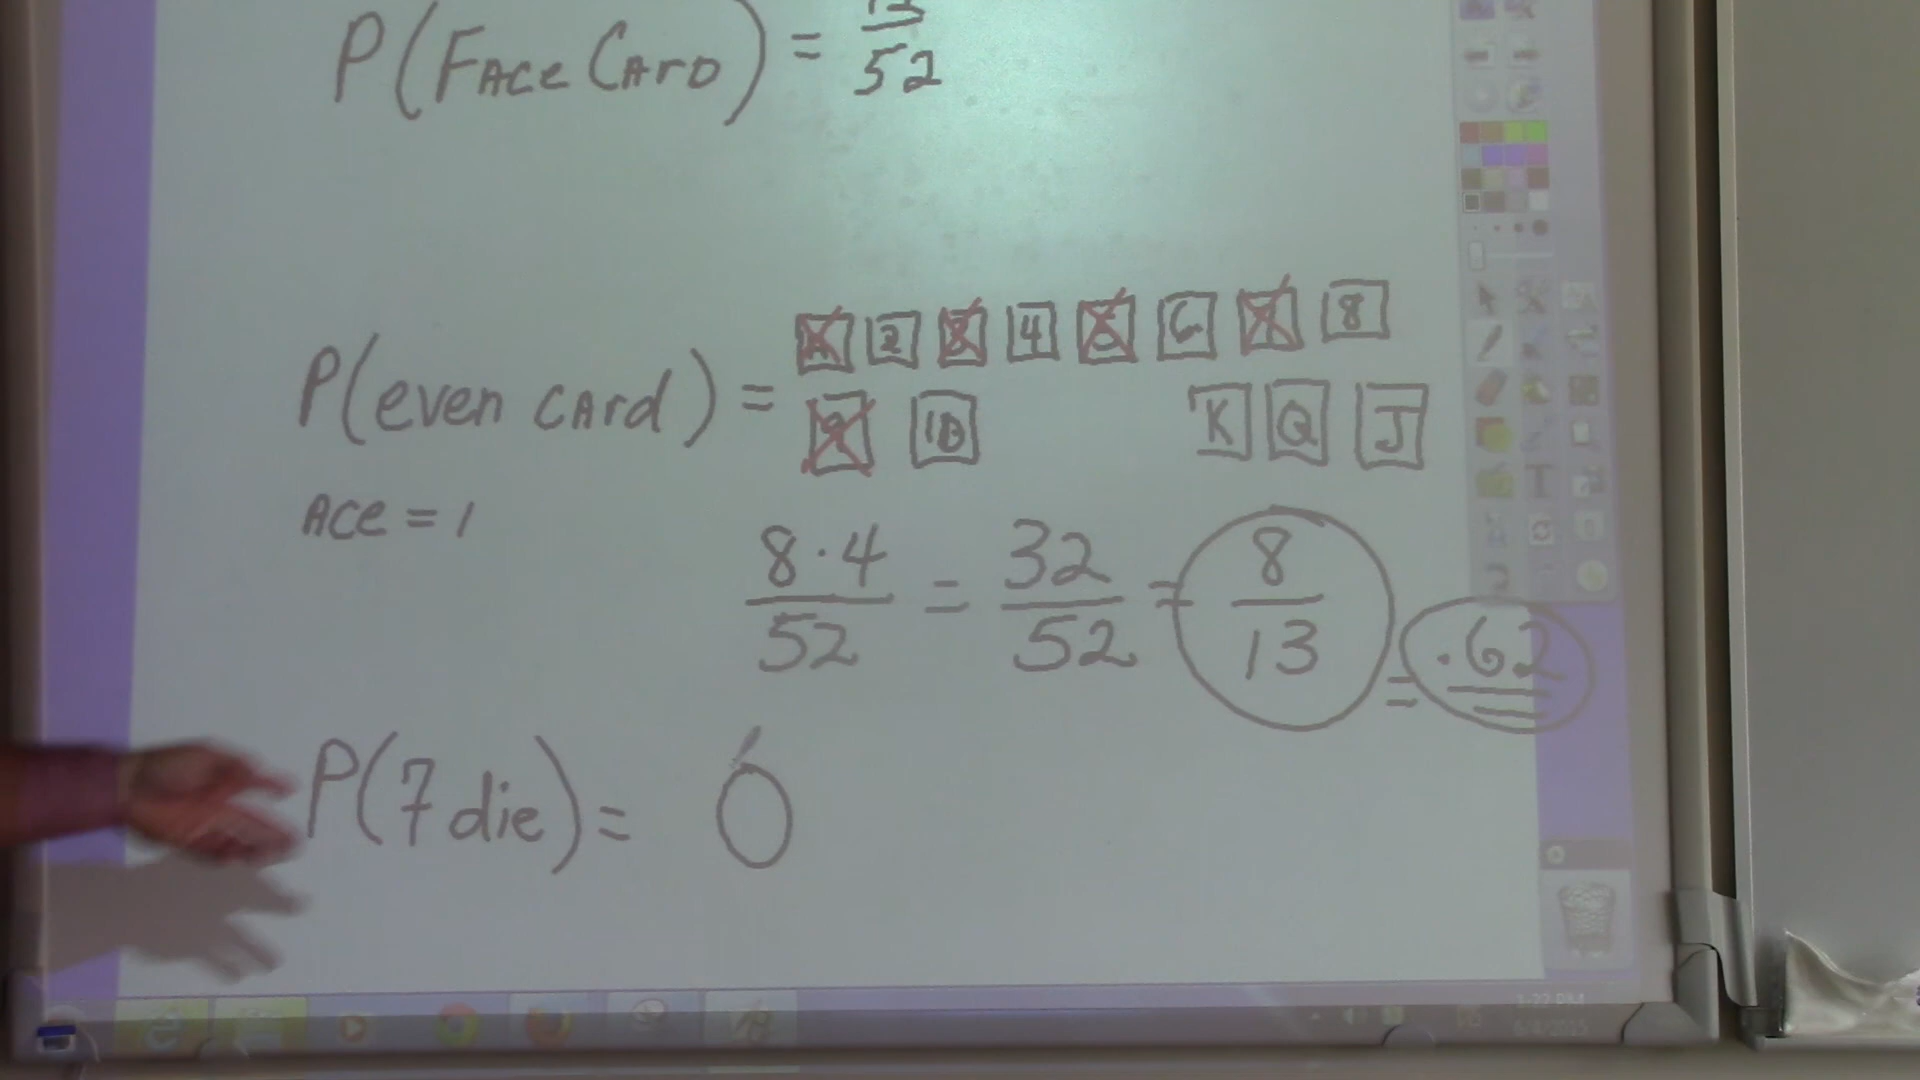 P(FACE CARD) = 12/52
A 2 3 4 5 6 7 8
P(even CARD) = 9 10 K Q J
ACE = 1
8·4/52 = 32/52 = 8/13 = .62
P(7 die) = 0